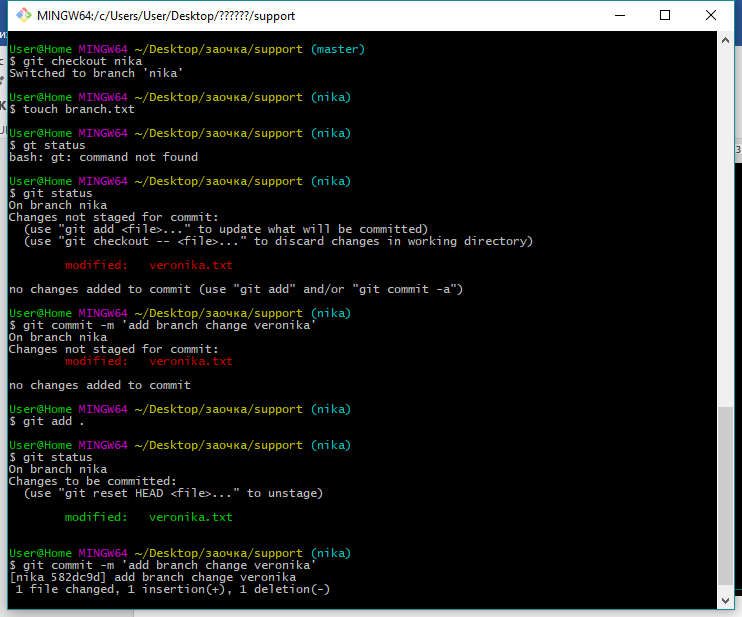 MINGW64:/c/Users/User/Desktop/??????/support
User@Home MINGW64 ~/Desktop/заочка/support (master)
$ git checkout nika
Switched to branch 'nika'
User@Home MINGW64 ~/Desktop/заочка/support (nika)
$ touch branch.txt
User@Home MINGW64 ~/Desktop/заочка/support (nika)
$ gt status
bash: gt: command not found
User@Home MINGW64 ~/Desktop/заочка/support (nika)
$ git status
On branch nika
Changes not staged for commit:
(use "git add <file>..." to update what will be committed)
(use "git checkout -- <file>..." to discard changes in working directory)
modified: veronika.txt
no changes added to commit (use "git add" and/or "git commit -a")
User@Home MINGW64 ~/Desktop/заочка/support (nika)
$ git commit -m 'add branch change veronika'
On branch nika
Changes not staged for commit:
modified: veronika.txt
no changes added to commit
User@Home MINGW64 ~/Desktop/заочка/support (nika)
$ git add .
User@Home MINGW64 ~/Desktop/заочка/support (nika)
$ git status
On branch nika
Changes to be committed:
(use "git reset HEAD <file>..." to unstage)
modified: veronika.txt
User@Home MINGW64 ~/Desktop/заочка/support (nika)
$ git commit -m 'add branch change veronika'
[nika 582dc9d] add branch change veronika
1 file changed, 1 insertion(+), 1 deletion(-)